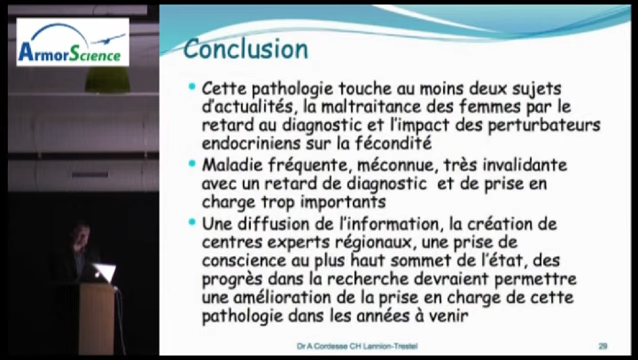 ArmorScience
Conclusion
• Cette pathologie touche au moins deux sujets
d'actualités, la maltraitance des femmes par le
retard au diagnostic et l'impact des perturbateurs
endocriniens sur la fécondité
• Maladie fréquente, méconnue, très invalidante
avec un retard de diagnostic et de prise en
charge trop importants
• Une diffusion de l'information, la création de
centres experts régionaux, une prise de
conscience au plus haut sommet de l'état, des
progrès dans la recherche devraient permettre
une amélioration de la prise en charge de cette
pathologie dans les années à venir
Dr A Cordesse CH Lannion-Trestel
29